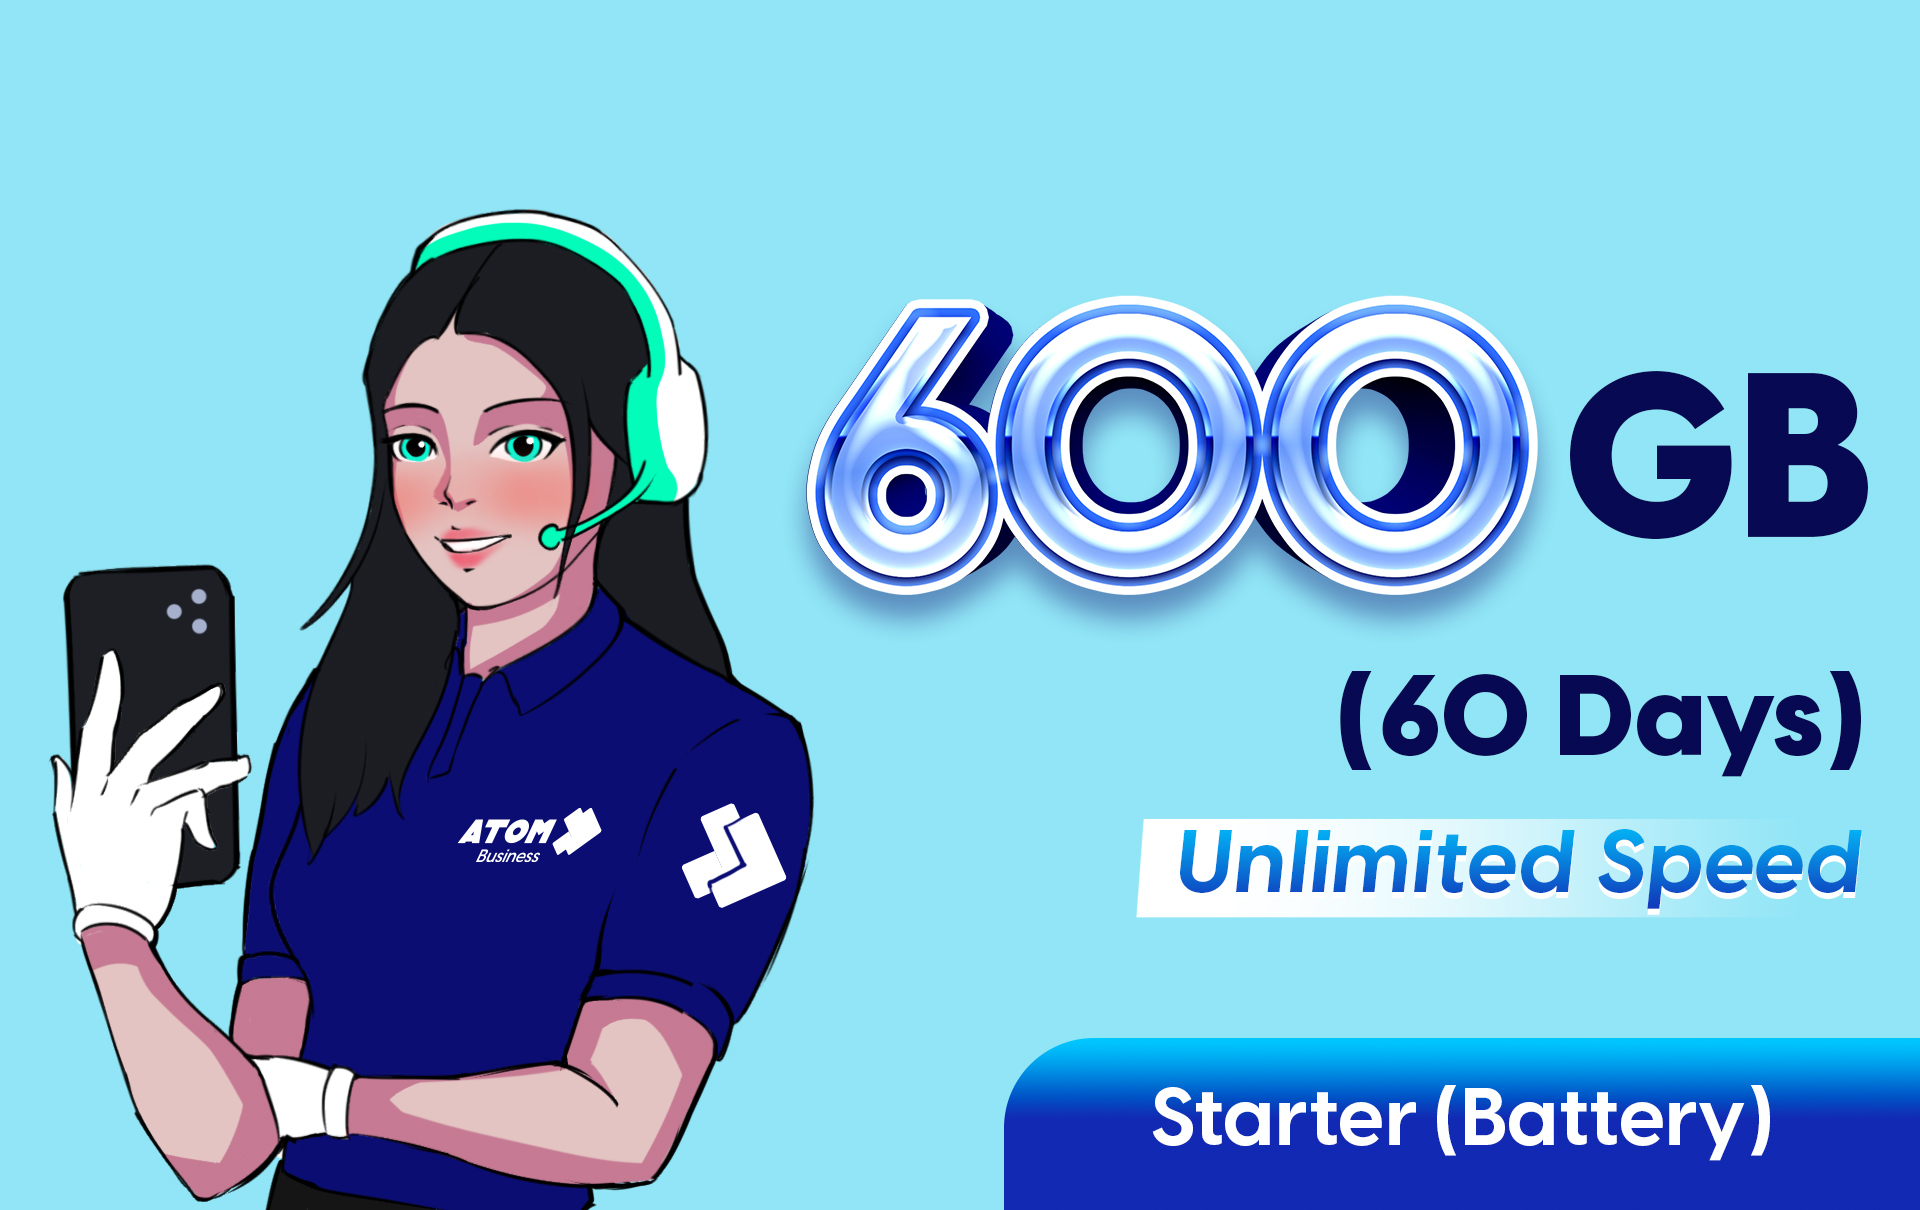 600 GB
(60 Days)
Unlimited Speed
ATOM
Business
Starter (Battery)